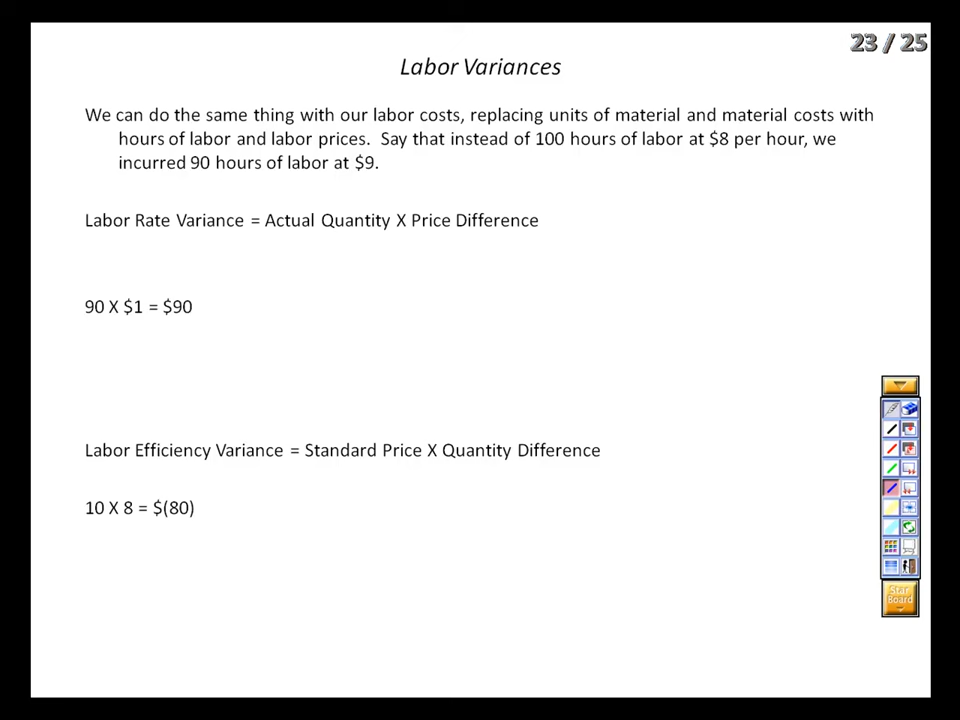 23 / 25
Labor Variances
We can do the same thing with our labor costs, replacing units of material and material costs with
hours of labor and labor prices.  Say that instead of 100 hours of labor at $8 per hour, we
incurred 90 hours of labor at $9.
Labor Rate Variance = Actual Quantity X Price Difference
90 X $1 = $90
Labor Efficiency Variance = Standard Price X Quantity Difference
10 X 8 = $(80)
Star
Board